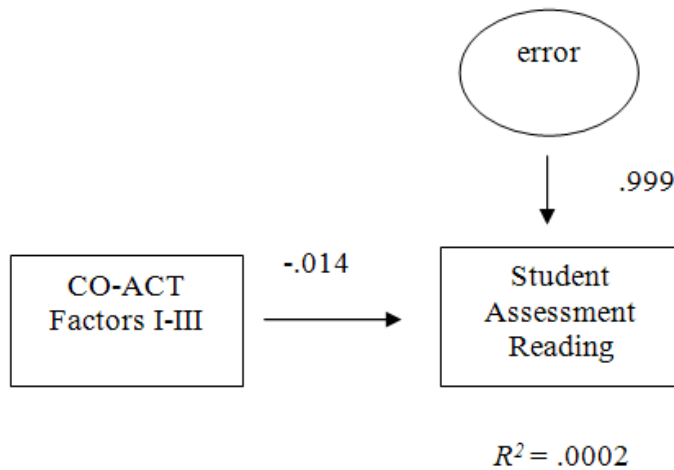 error
.999
-.014
CO-ACT
Factors I-III
Student
Assessment
Reading
R² = .0002